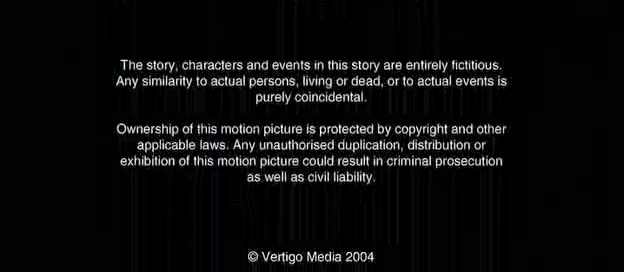 The story, characters and events in this story are entirely fictitious.
Any similarity to actual persons, living or dead, or to actual events is
purely coincidental.
Ownership of this motion picture is protected by copyright and other
applicable laws. Any unauthorised duplication, distribution or
exhibition of this motion picture could result in criminal prosecution
as well as civil liability.
© Vertigo Media 2004